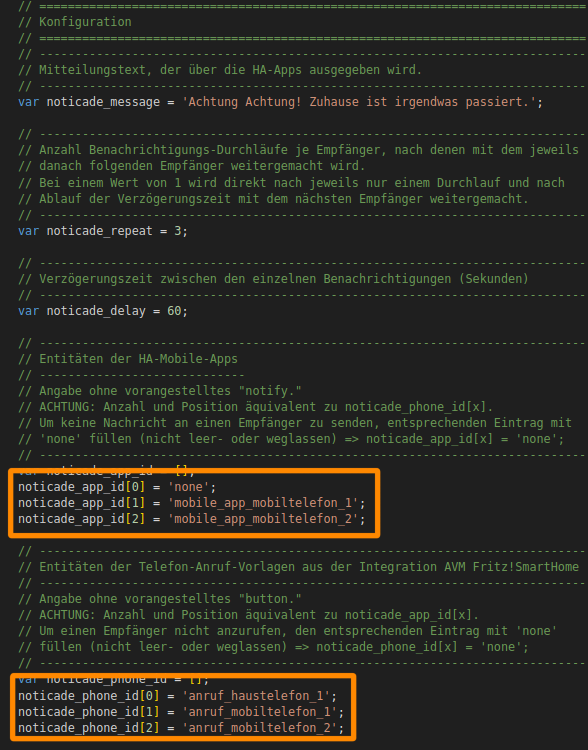 // =============================================================================
// Konfiguration
// =============================================================================
// -----------------------------------------------------------------------------
// Mitteilungstext, der über die HA-Apps ausgegeben wird.
// -----------------------------------------------------------------------------
var noticade_message = 'Achtung Achtung! Zuhause ist irgendwas passiert.';
// -----------------------------------------------------------------------------
// Anzahl Benachrichtigungs-Durchläufe je Empfänger, nach denen mit dem jeweils
// danach folgenden Empfänger weitergemacht wird.
// Bei einem Wert von 1 wird direkt nach jeweils nur einem Durchlauf und nach
// Ablauf der Verzögerungszeit mit dem nächsten Empfänger weitergemacht.
// -----------------------------------------------------------------------------
var noticade_repeat = 3;
// -----------------------------------------------------------------------------
// Verzögerungszeit zwischen den einzelnen Benachrichtigungen (Sekunden)
// -----------------------------------------------------------------------------
var noticade_delay = 60;
// -----------------------------------------------------------------------------
// Entitäten der HA-Mobile-Apps
// -----------------------------
// Angabe ohne vorangestelltes "notify."
// ACHTUNG: Anzahl und Position äquivalent zu noticade_phone_id[x].
// Um keine Nachricht an einen Empfänger zu senden, entsprechenden Eintrag mit
// 'none' füllen (nicht leer- oder weglassen) => noticade_app_id[x] = 'none';
// -----------------------------------------------------------------------------
var noticade_app_id = [];
noticade_app_id[0] = 'none';
noticade_app_id[1] = 'mobile_app_mobiltelefon_1';
noticade_app_id[2] = 'mobile_app_mobiltelefon_2';
// -----------------------------------------------------------------------------
// Entitäten der Telefon-Anruf-Vorlagen aus der Integration AVM Fritz!SmartHome
// -----------------------------------------------------------------------------
// Angabe ohne vorangestelltes "button."
// ACHTUNG: Anzahl und Position äquivalent zu noticade_app_id[x].
// Um einen Empfänger nicht anzurufen, den entsprechenden Eintrag mit 'none'
// füllen (nicht leer- oder weglassen) => noticade_phone_id[x] = 'none';
// -----------------------------------------------------------------------------
var noticade_phone_id = [];
noticade_phone_id[0] = 'anruf_haustelefon_1';
noticade_phone_id[1] = 'anruf_mobiltelefon_1';
noticade_phone_id[2] = 'anruf_mobiltelefon_2';